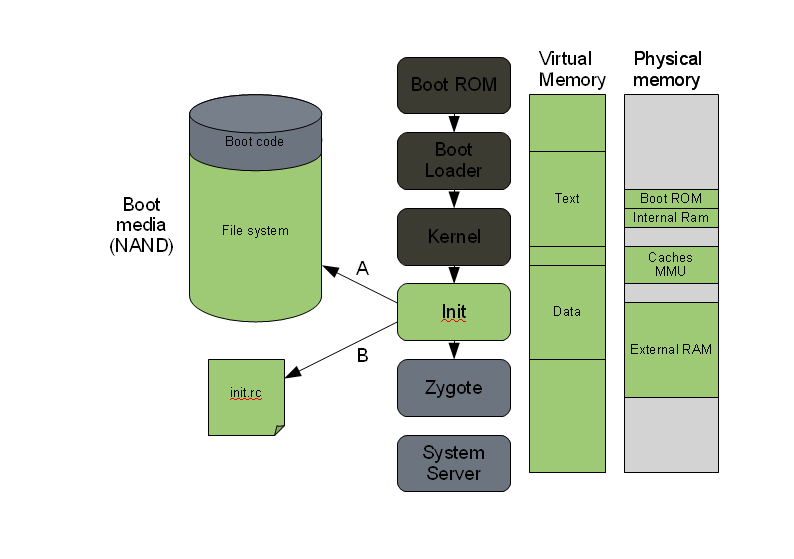 Boot
media
(NAND)
Boot code
File system
A
B
init.rc
Boot ROM
Boot
Loader
Kernel
Init
Zygote
System
Server
Virtual
Memory
Text
Data
Physical
memory
Boot ROM
Internal Ram
Caches
MMU
External RAM